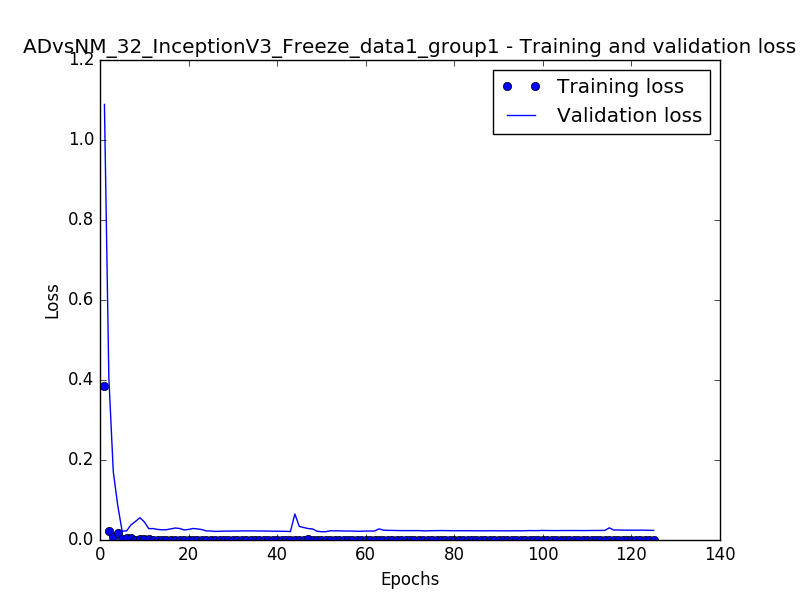 ADvsNM_32_InceptionV3_Freeze_data1_group1 - Training and validation loss
Training loss
Validation loss
1.2
1.0
0.8
0.6
0.4
0.2
0.0
Loss
0 20 40 60 80 100 120 140
Epochs